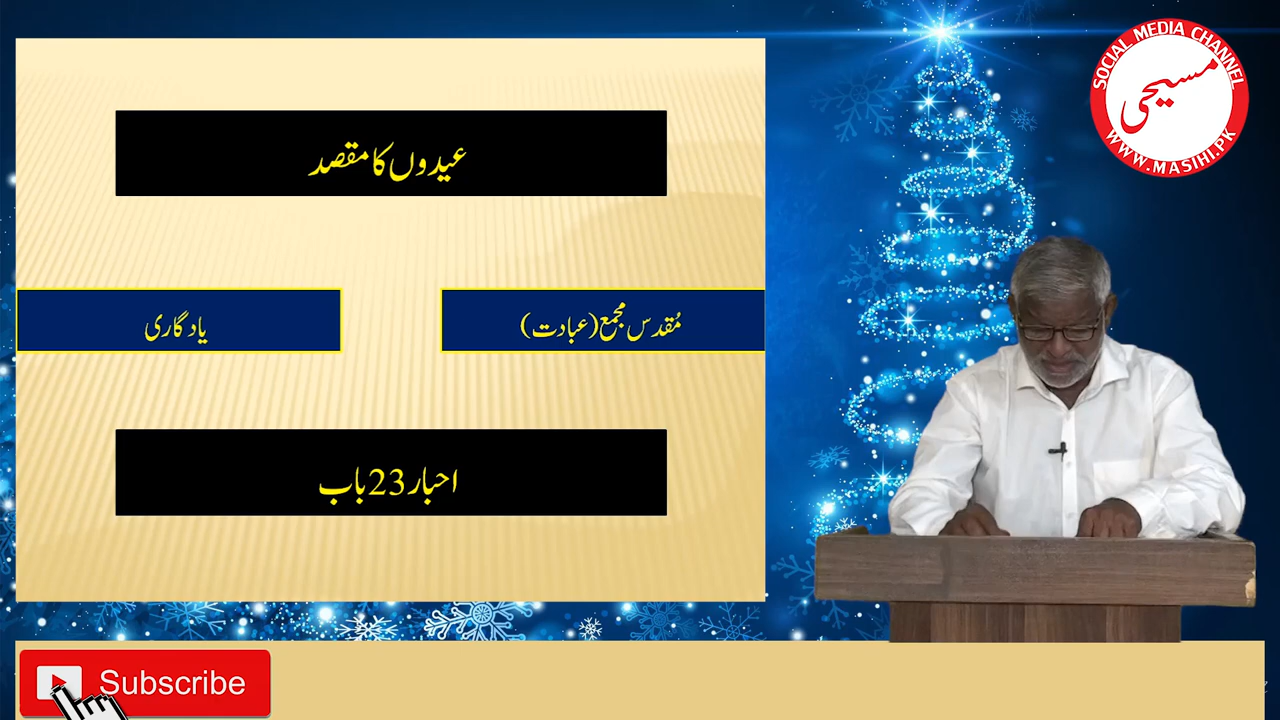 عیدوں کا مقصد
مُقدس مجمع (عبادت)
یادگاری
احبار 23 باب
SOCIAL MEDIA CHANNEL
مسیحی
WWW.MASIHI.PK
Subscribe